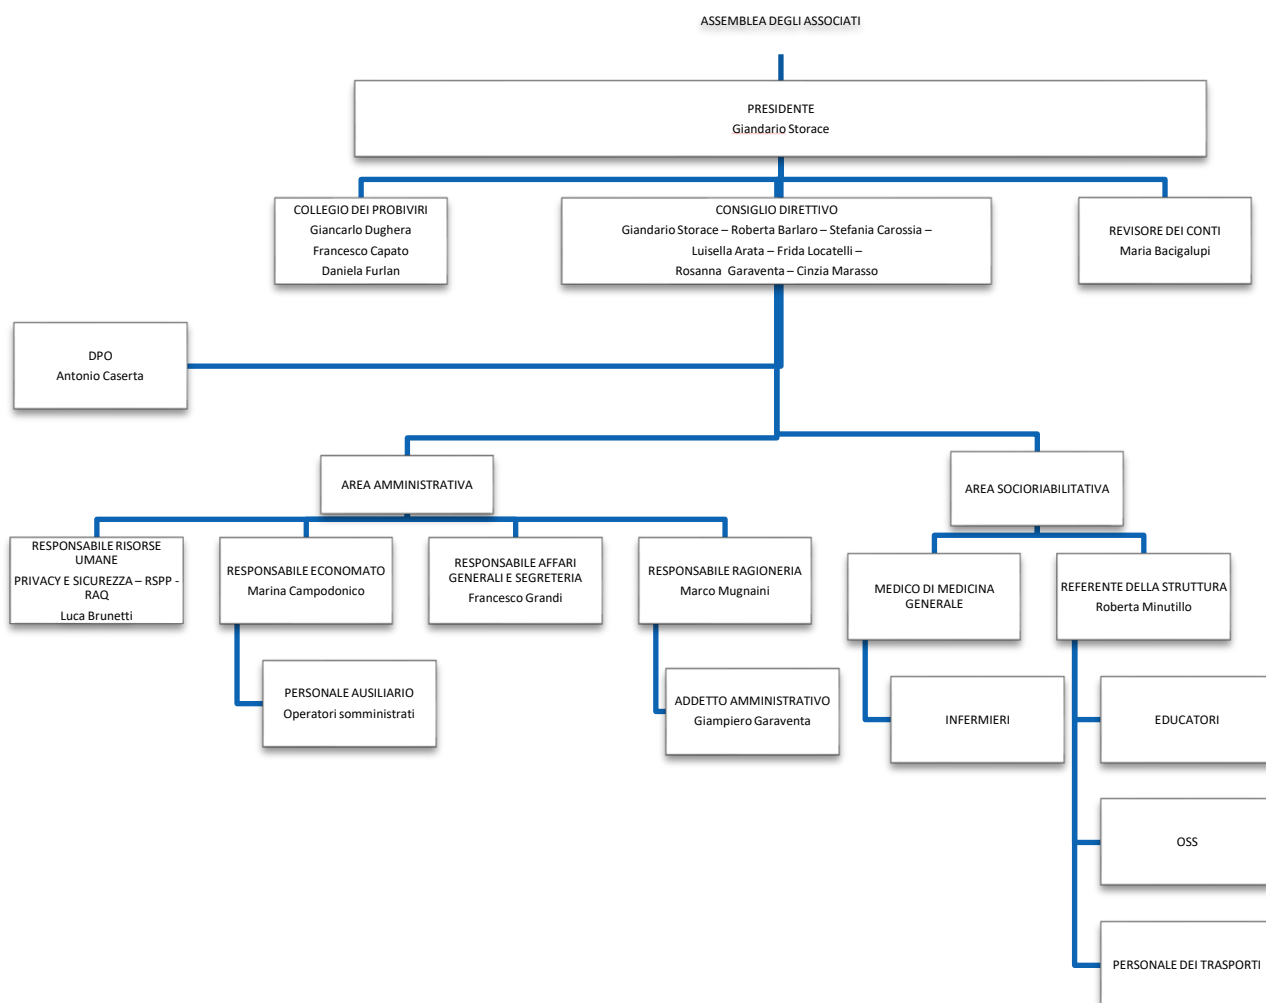 ASSEMBLEA DEGLI ASSOCIATI
PRESIDENTE
Giandario Storace
COLLEGIO DEI PROBIVIRI
Giancarlo Dughera
Francesco Capato
Daniela Furlan
CONSIGLIO DIRETTIVO
Giandario Storace – Roberta Barlaro – Stefania Carossia –
Luisella Arata – Frida Locatelli –
Rosanna Garaventa – Cinzia Marasso
REVISORE DEI CONTI
Maria Bacigalupi
DPO
Antonio Caserta
AREA AMMINISTRATIVA
AREA SOCIORIABILITATIVA
RESPONSABILE RISORSE
UMANE
PRIVACY E SICUREZZA – RSPP -
RAQ
Luca Brunetti
RESPONSABILE ECONOMATO
Marina Campodonico
RESPONSABILE AFFARI
GENERALI E SEGRETERIA
Francesco Grandi
RESPONSABILE RAGIONERIA
Marco Mugnaini
MEDICO DI MEDICINA
GENERALE
REFERENTE DELLA STRUTTURA
Roberta Minutillo
PERSONALE AUSILIARIO
Operatori somministrati
ADDETTO AMMINISTRATIVO
Giampiero Garaventa
INFERMIERI
EDUCATORI
OSS
PERSONALE DEI TRASPORTI